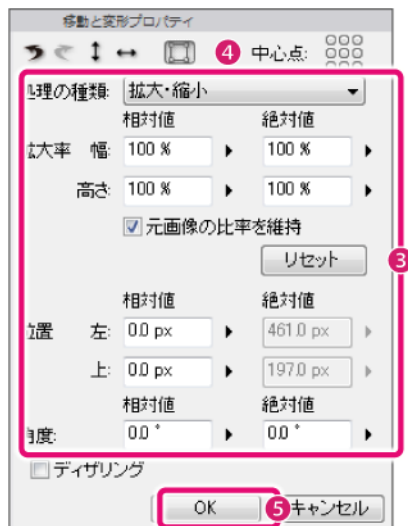 移動と変形プロパティ
4 中心点:
処理の種類: 拡大・縮小
相対値 絶対値
拡大率 幅: 100 % 100 %
高さ: 100 % 100 %
元画像の比率を維持
リセット
3
相対値 絶対値
位置 左: 0.0 px 461.0 px
上: 0.0 px 197.0 px
相対値 絶対値
角度: 0.0 ° 0.0 °
ディザリング
OK 5 キャンセル